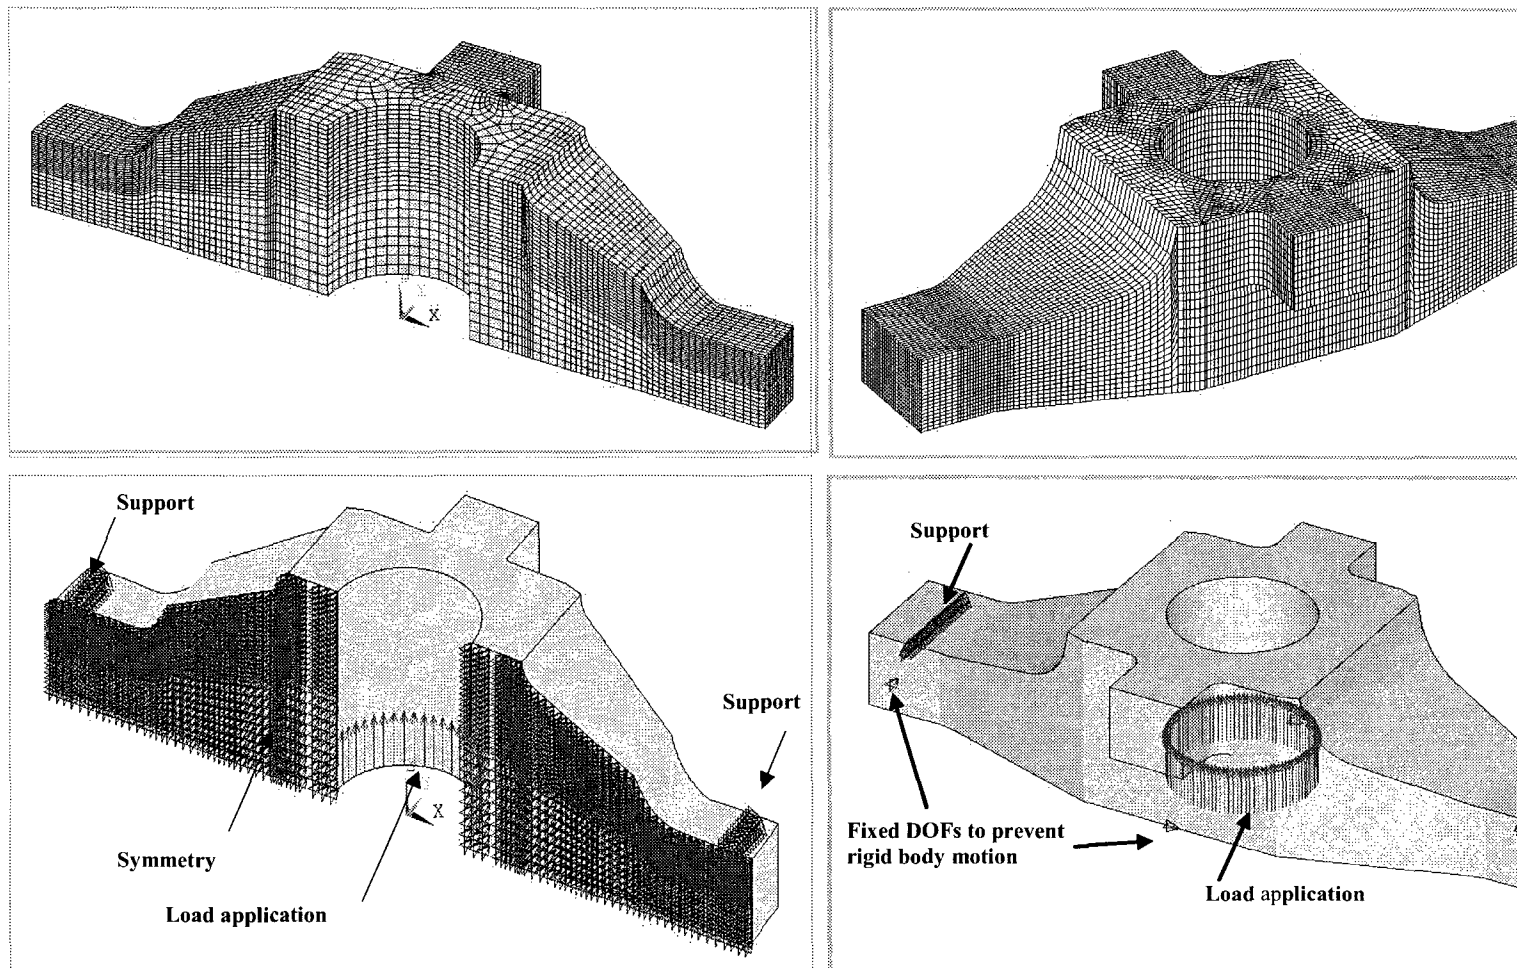 X
Support
Support
X
Symmetry
Load application
Support
Fixed DOFs to prevent
rigid body motion
Load application